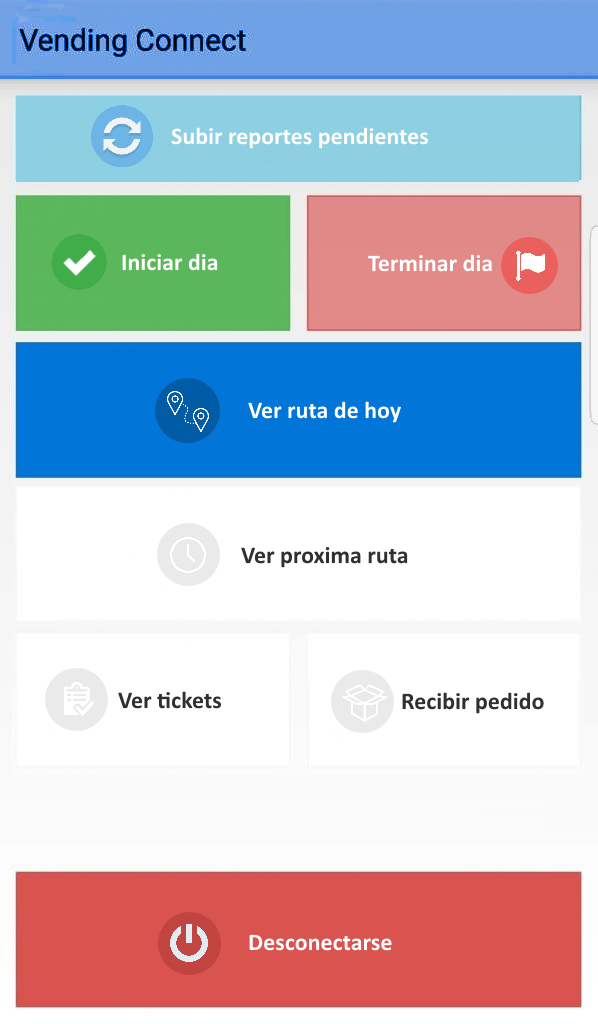 Vending Connect
Subir reportes pendientes
Iniciar dia
Terminar dia
Ver ruta de hoy
Ver proxima ruta
Ver tickets
Recibir pedido
Desconectarse